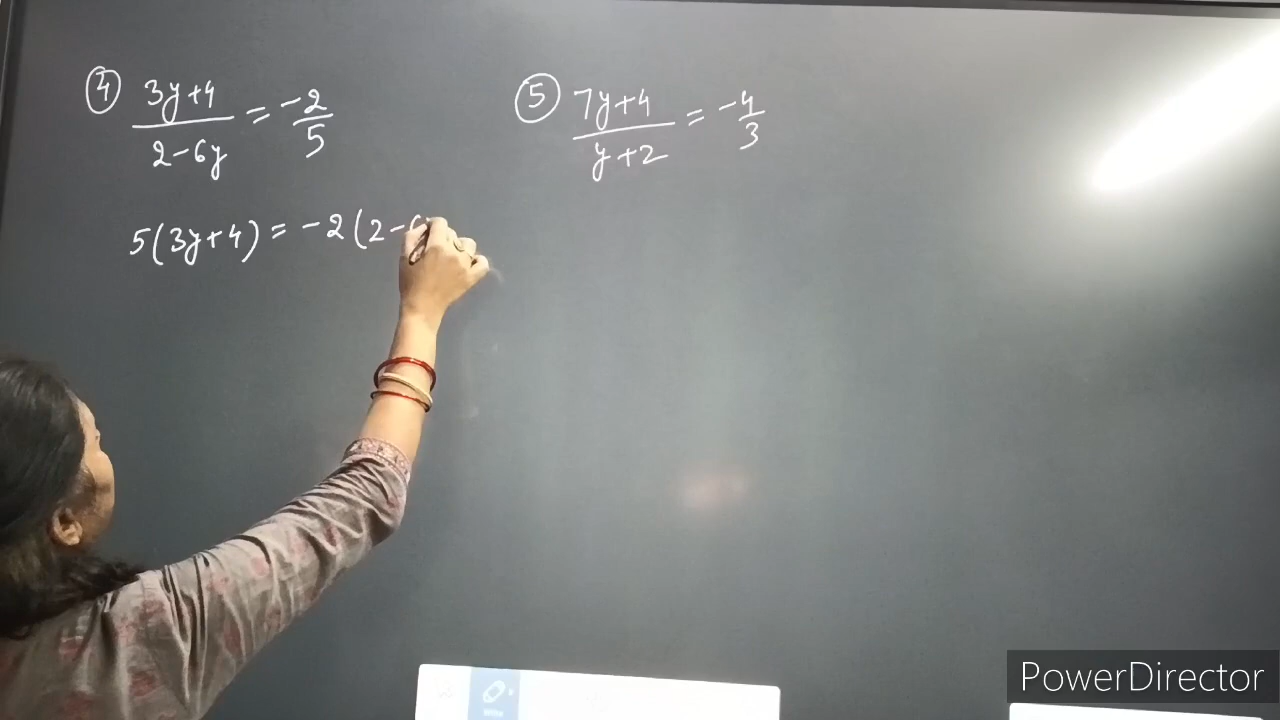 ④ 3y+4/2-6y = -2/5
⑤ 7y+4/y+2 = -4/3
5(3y+4) = -2(2-6
PowerDirector